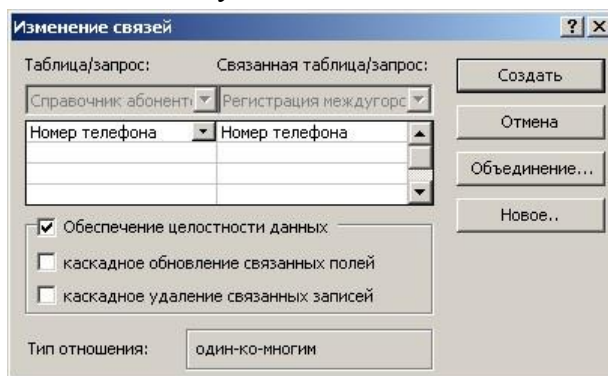 Изменение связей
Таблица/запрос: Связанная таблица/запрос:
Справочник абонент Регистрация междугорс
Номер телефона Номер телефона
Обеспечение целостности данных
каскадное обновление связанных полей
каскадное удаление связанных записей
Тип отношения: один-ко-многим
Создать
Отмена
Объединение...
Новое..